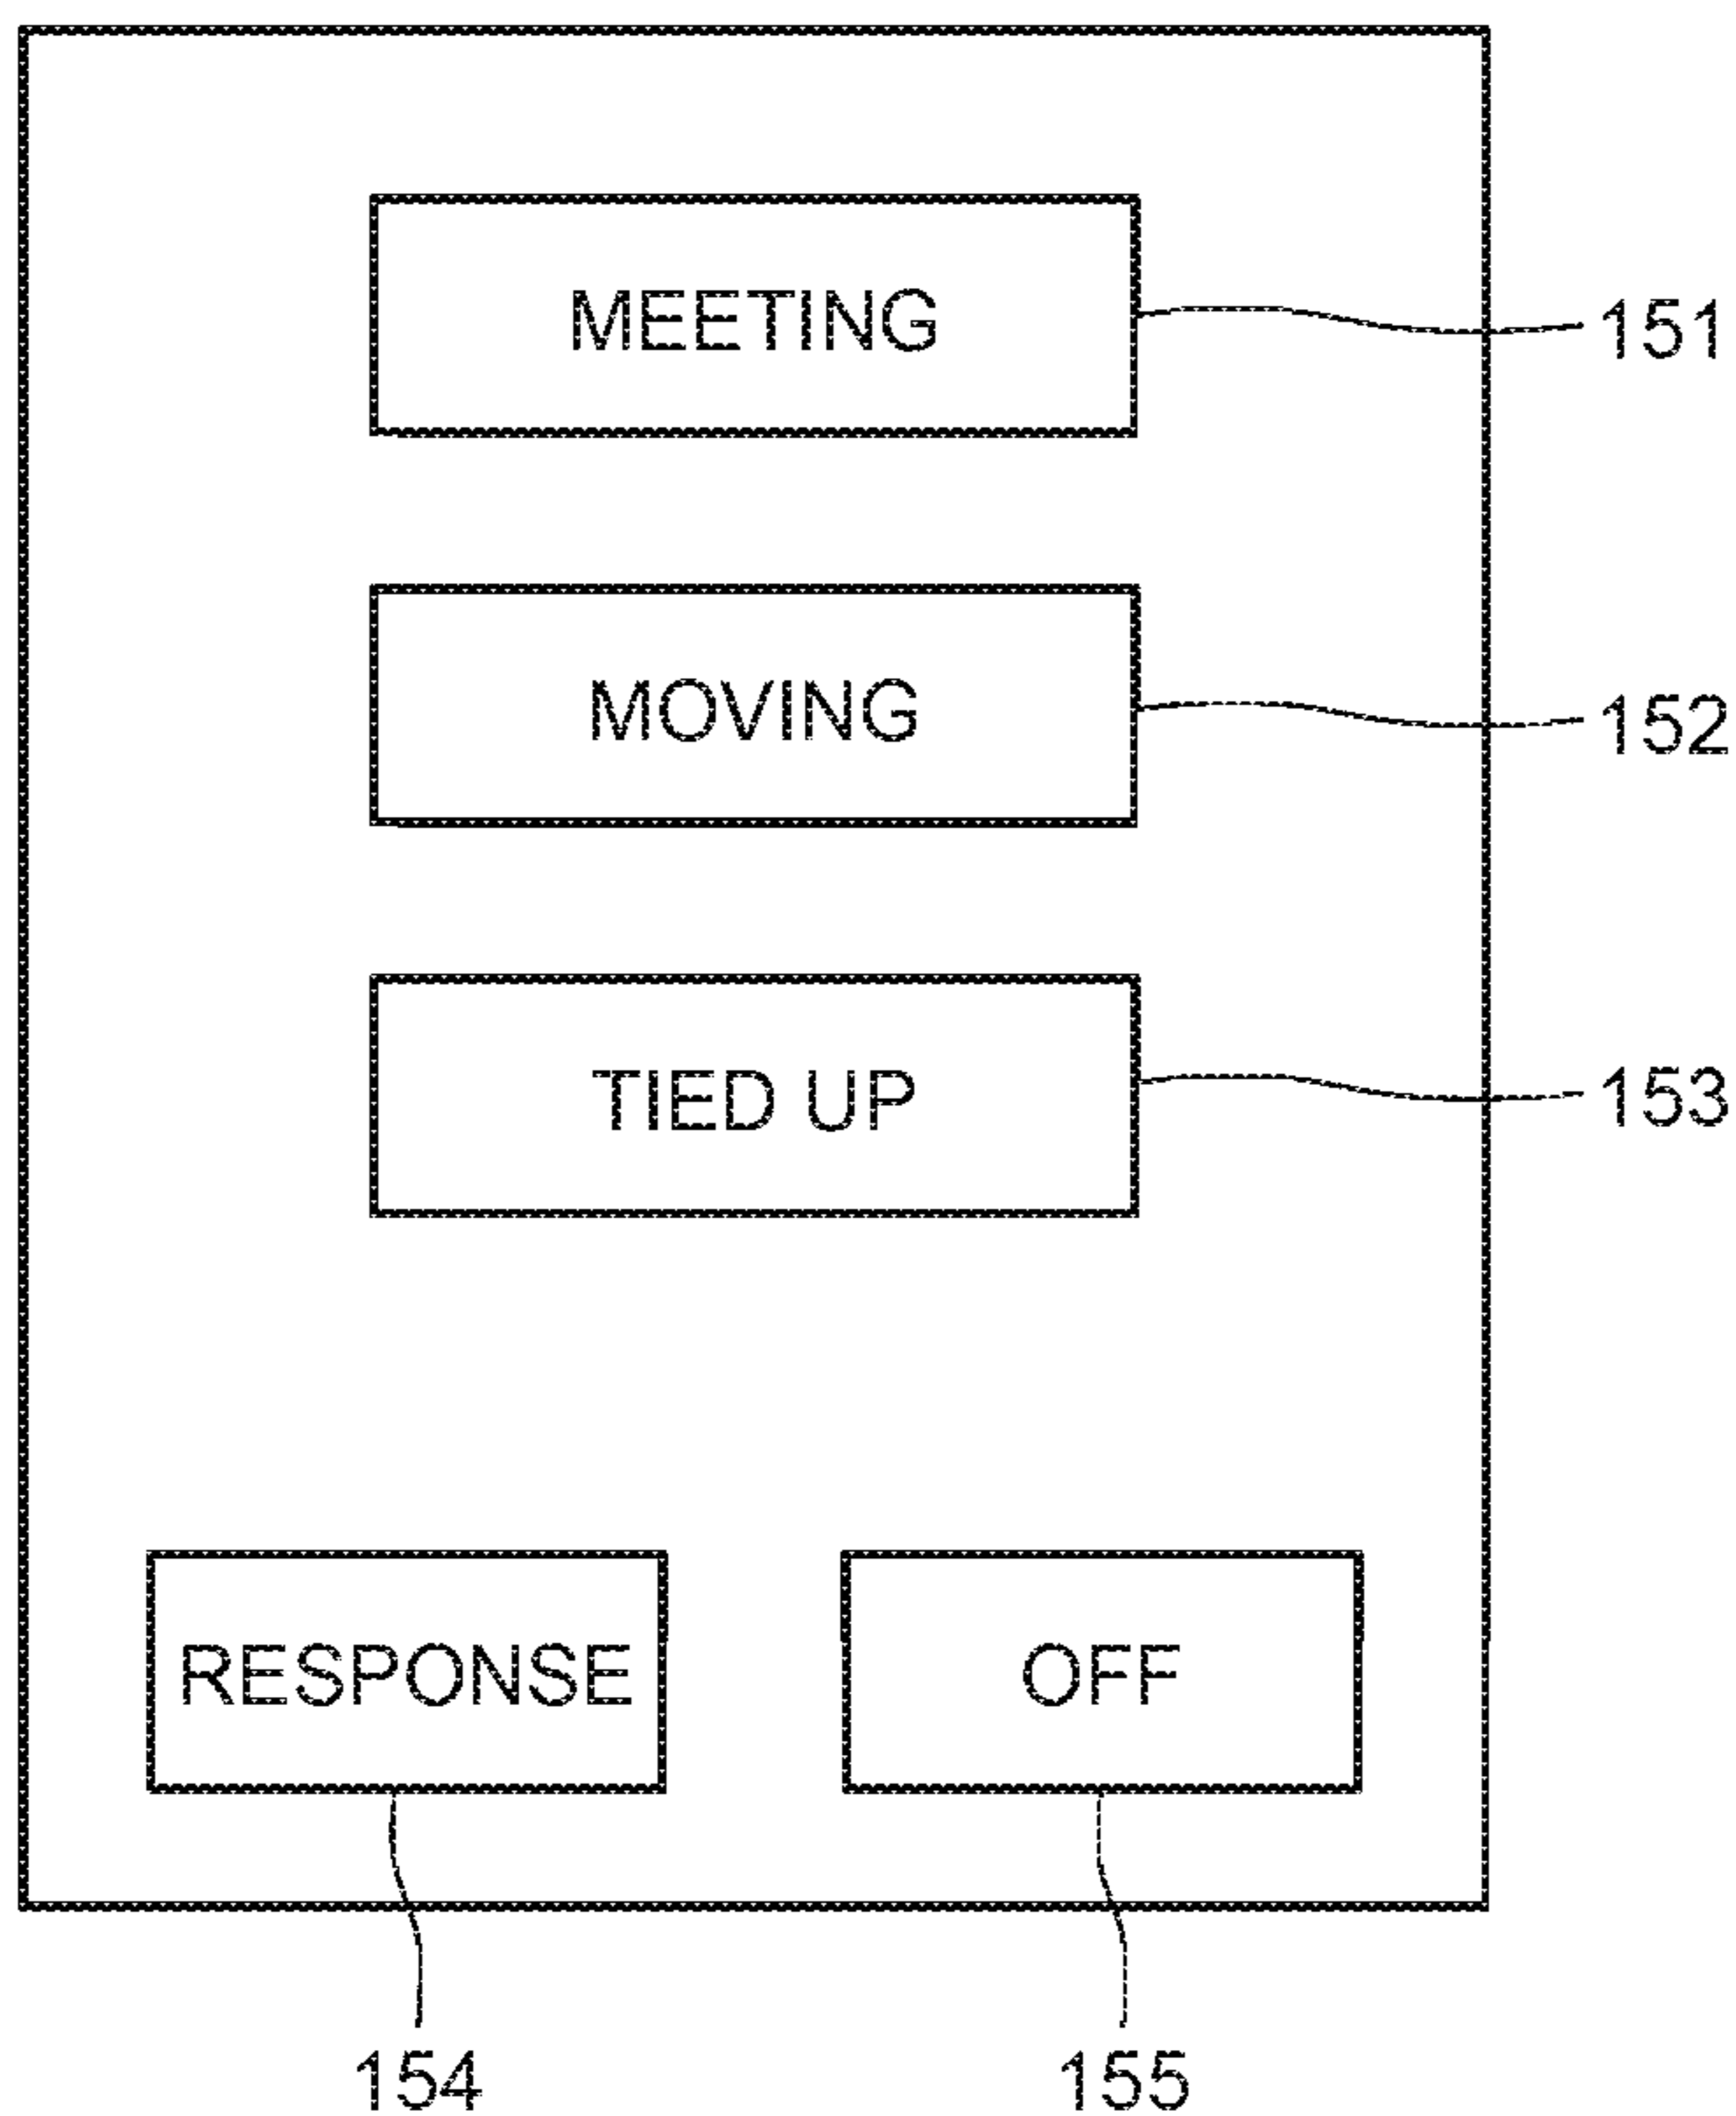 MEETING
151
MOVING
152
TIED UP
153
RESPONSE
OFF
154
155